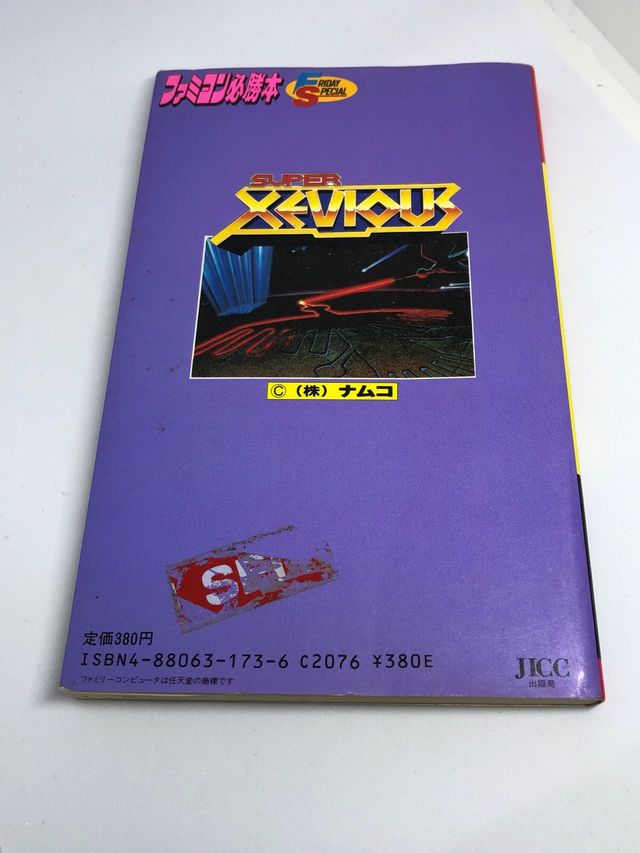 ファミコン必勝本
FRIDAY
SPECIAL
SUPER
XEVIOUS
© (株) ナムコ
定価380円
ISBN4-88063-173-6 C2076 ¥380E
ファミリーコンピュータは任天堂の商標です
JICC
出版局